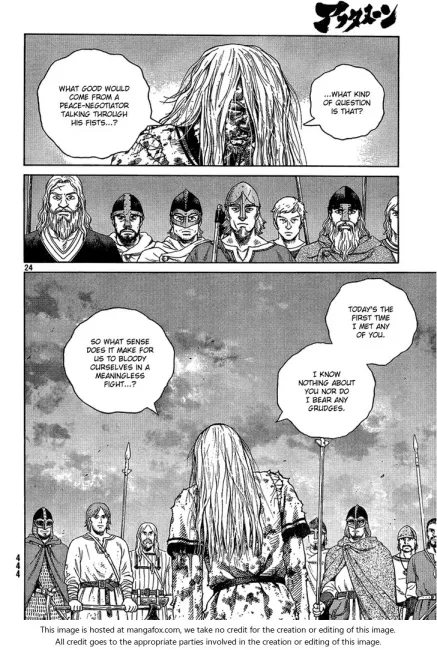 アフタヌーン
...WHAT KIND
OF QUESTION
IS THAT?
WHAT GOOD WOULD
COME FROM A
PEACE-NEGOTIATOR
TALKING THROUGH
HIS FISTS...?
24
TODAY'S THE
FIRST TIME
I MET ANY
OF YOU.
I KNOW
NOTHING ABOUT
YOU NOR DO
I BEAR ANY
GRUDGES.
SO WHAT SENSE
DOES IT MAKE FOR
US TO BLOODY
OURSELVES IN A
MEANINGLESS
FIGHT...?
444
This image is hosted at mangafox.com, we take no credit for the creation or editing of this image.
All credit goes to the appropriate parties involved in the creation or editing of this image.